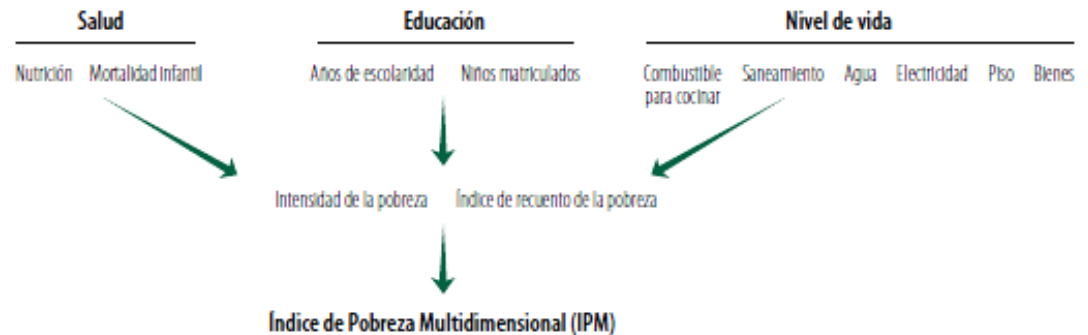 Salud Educación Nivel de vida
Nutrición Mortalidad infantil Años de escolaridad Niños matriculados Combustible para cocinar Saneamiento Agua Electricidad Piso Bienes
Intensidad de la pobreza Índice de recuento de la pobreza
Índice de Pobreza Multidimensional (IPM)